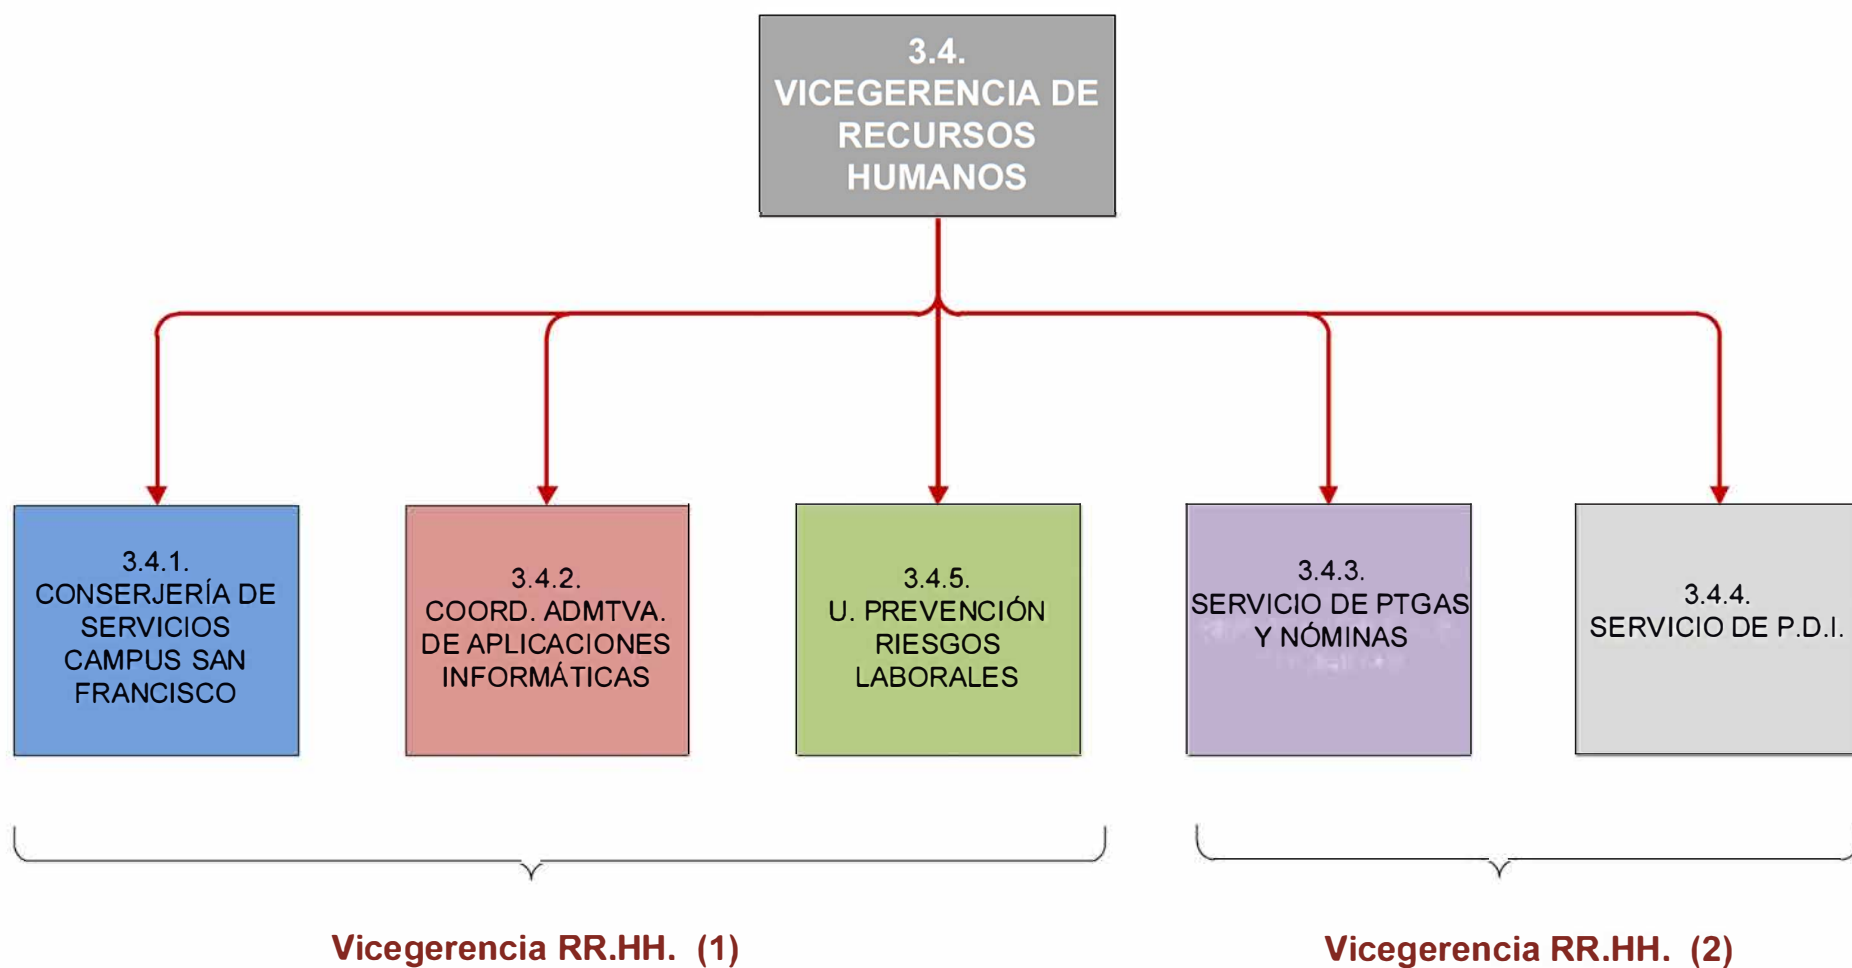 3.4.
VICEGERENCIA DE
RECURSOS
HUMANOS
3.4.1.
CONSERJERÍA DE
SERVICIOS
CAMPUS SAN
FRANCISCO
3.4.2.
COORD. ADMTVA.
DE APLICACIONES
INFORMÁTICAS
3.4.5.
U. PREVENCIÓN
RIESGOS
LABORALES
3.4.3.
SERVICIO DE PTGAS
Y NÓMINAS
3.4.4.
SERVICIO DE P.D.I.
Vicegerencia RR.HH. (1)
Vicegerencia RR.HH. (2)